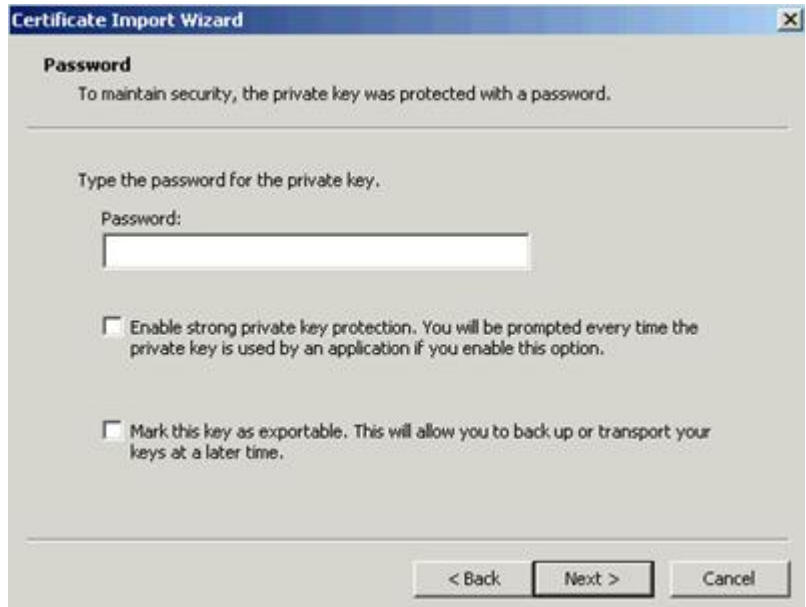 Certificate Import Wizard
Password
To maintain security, the private key was protected with a password.
Type the password for the private key.
Password:
Enable strong private key protection. You will be prompted every time the
private key is used by an application if you enable this option.
Mark this key as exportable. This will allow you to back up or transport your
keys at a later time.
< Back Next > Cancel